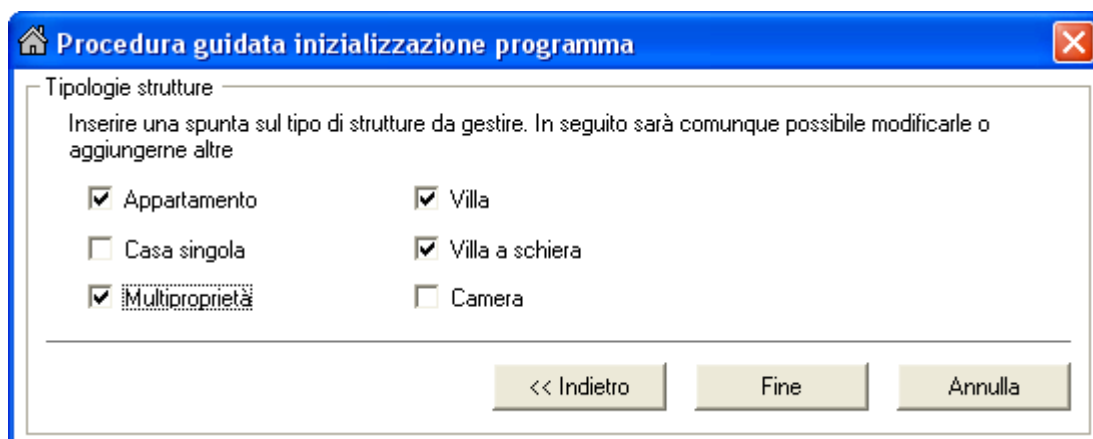 Procedura guidata inizializzazione programma
Tipologie strutture
Inserire una spunta sul tipo di strutture da gestire. In seguito sarà comunque possibile modificarle o
aggiungerne altre
Appartamento
Villa
Casa singola
Villa a schiera
Multiproprietà
Camera
<< Indietro
Fine
Annulla